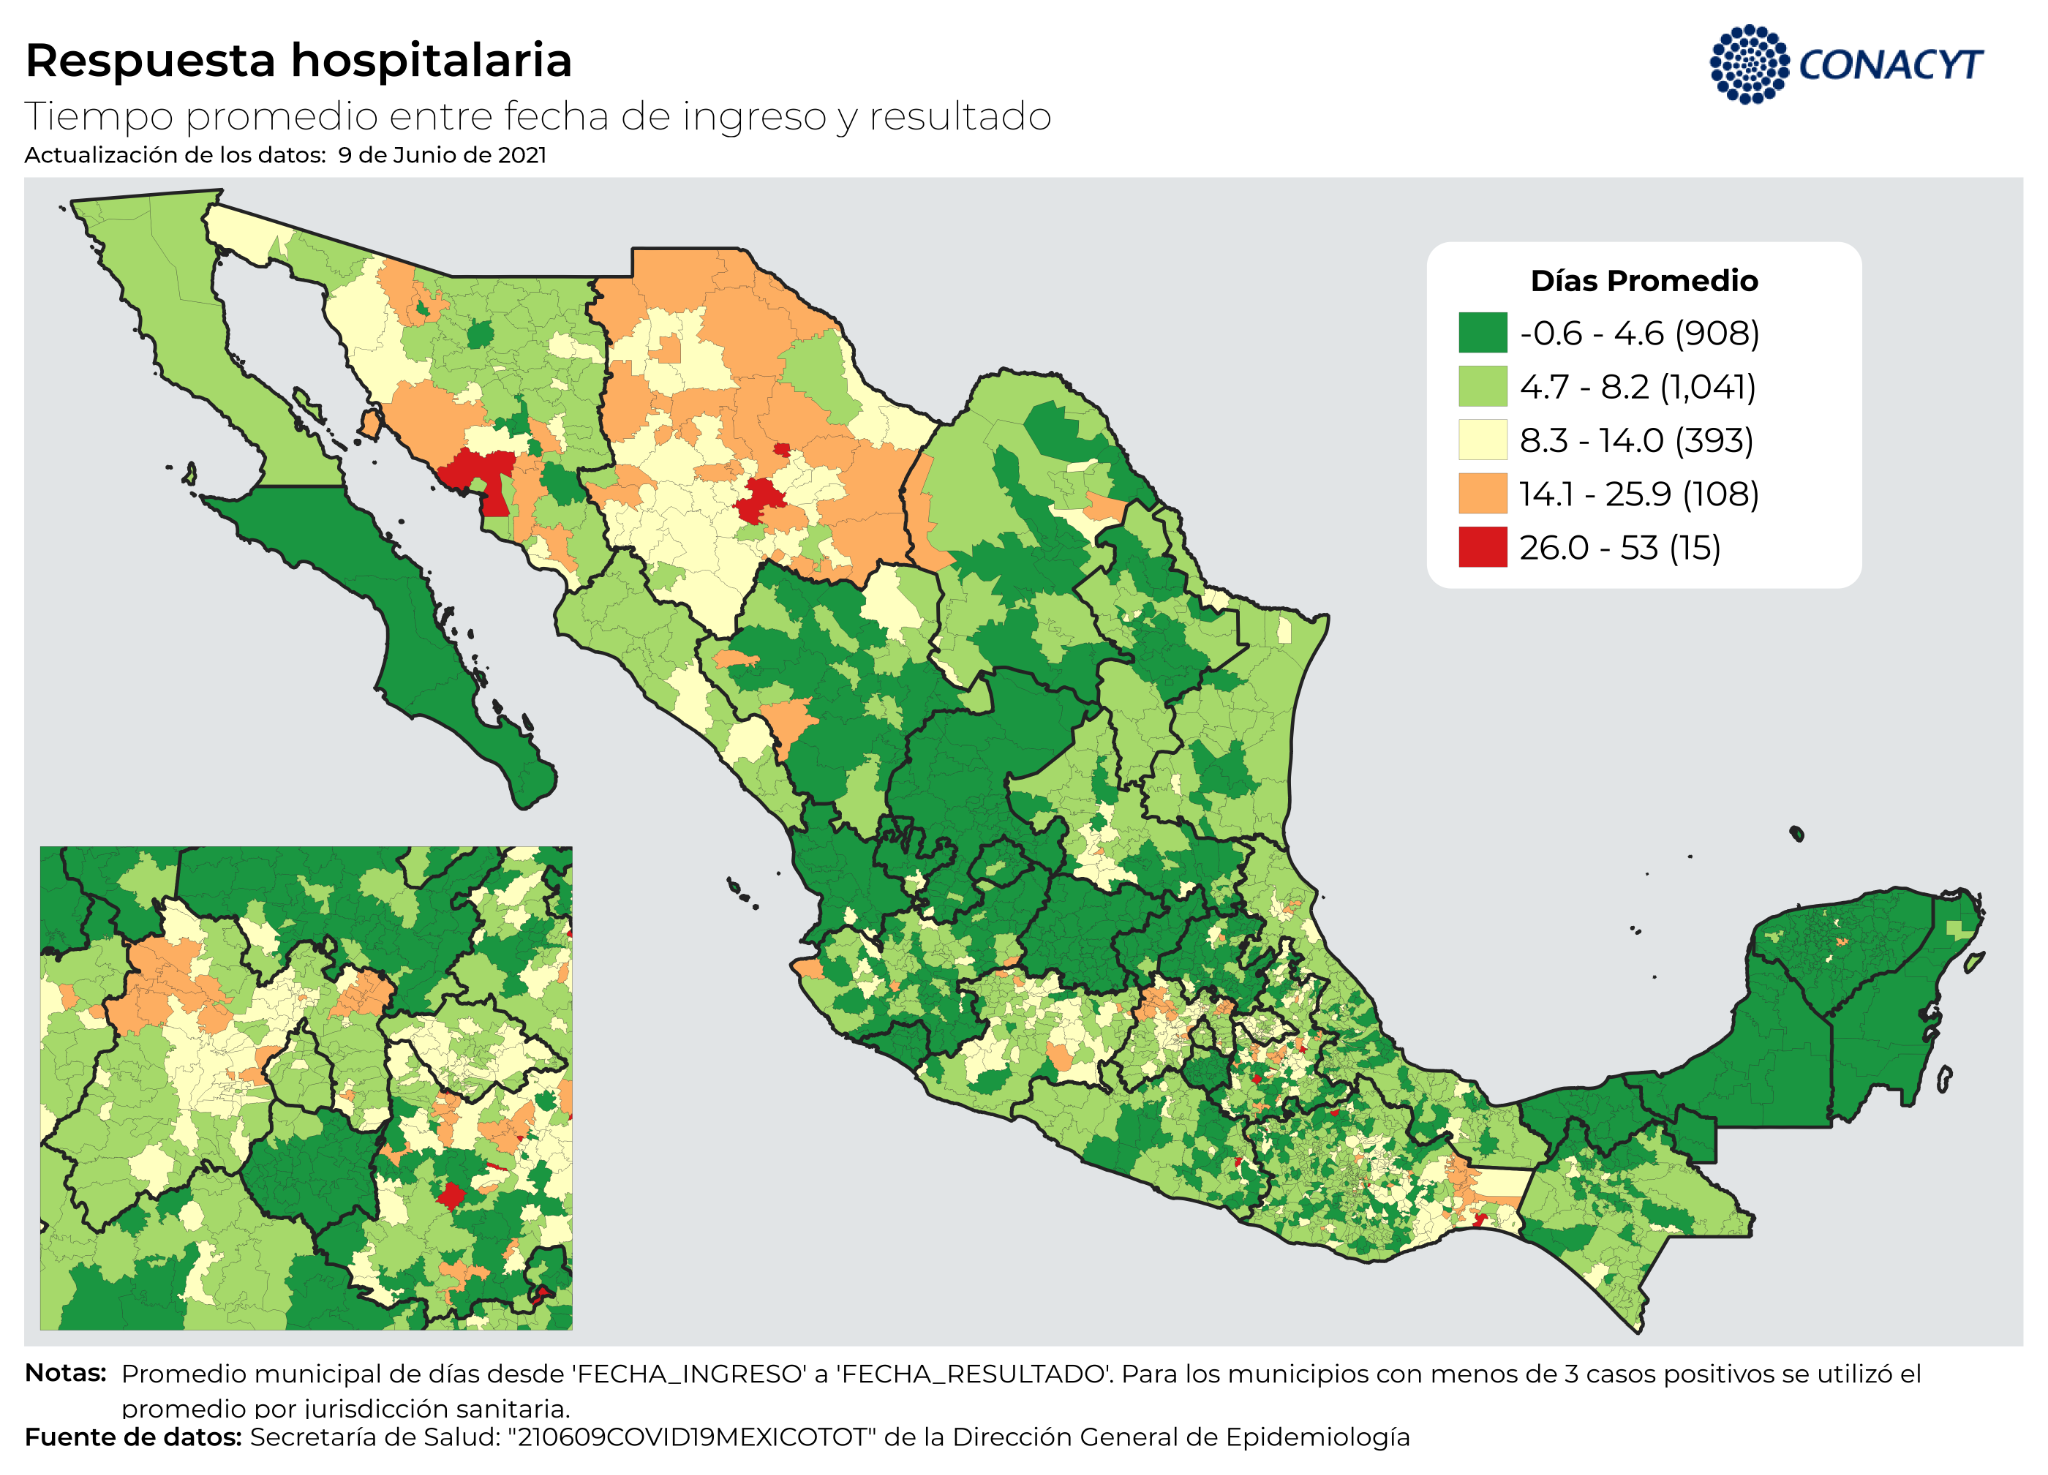 Respuesta hospitalaria
CONACYT
Tiempo promedio entre fecha de ingreso y resultado
Actualización de los datos: 9 de Junio de 2021
Días Promedio
-0.6 - 4.6 (908)
4.7 - 8.2 (1,041)
8.3 - 14.0 (393)
14.1 - 25.9 (108)
26.0 - 53 (15)
Notas: Promedio municipal de días desde 'FECHA_INGRESO' a 'FECHA_RESULTADO'. Para los municipios con menos de 3 casos positivos se utilizó el
promedio por jurisdicción sanitaria.
Fuente de datos: Secretaría de Salud: "210609COVID19MEXICOTOT" de la Dirección General de Epidemiología